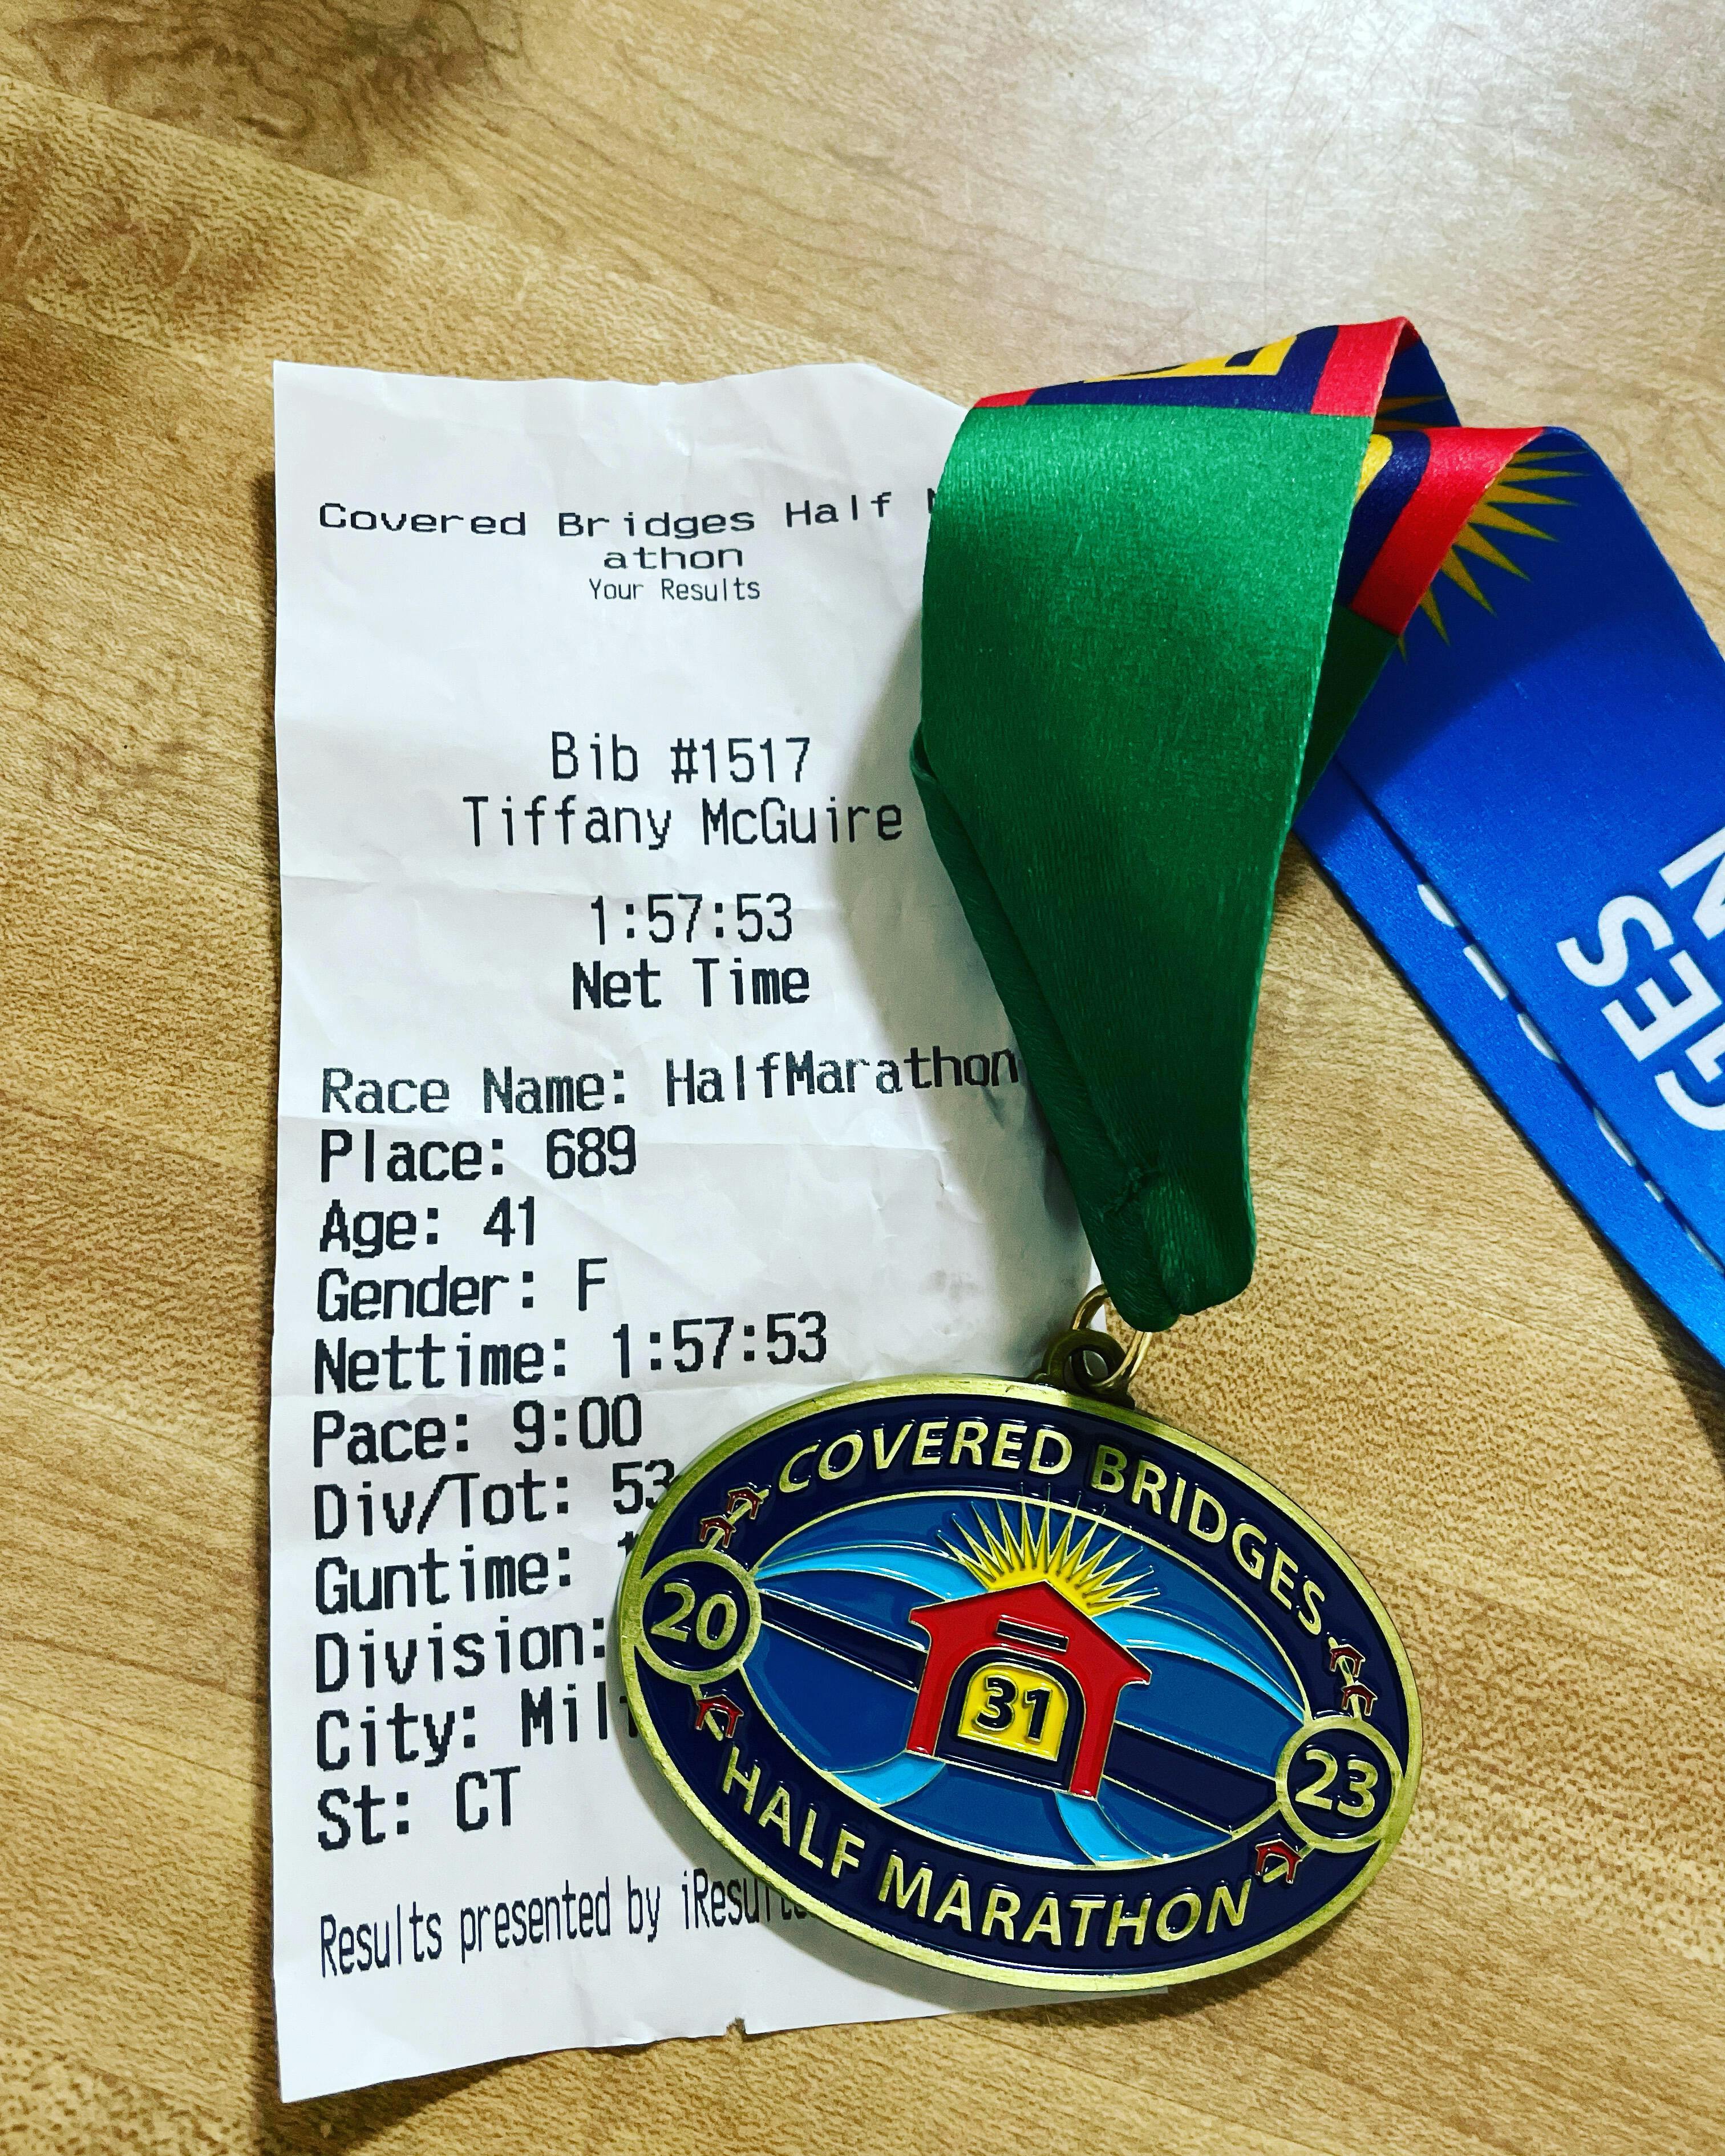 Covered Bridges Half
athon
Your Results
Bib #1517
Tiffany McGuire
1:57:53
Net Time
Race Name: HalfMarathon
Place: 689
Age: 41
Gender: F
Nettime: 1:57:53
Pace: 9:00
Div/Tot: 53
Guntime:
Division:
City:
St: CT
Results presented by
COVERED BRIDGES
20
31
23
HALF MARATHON